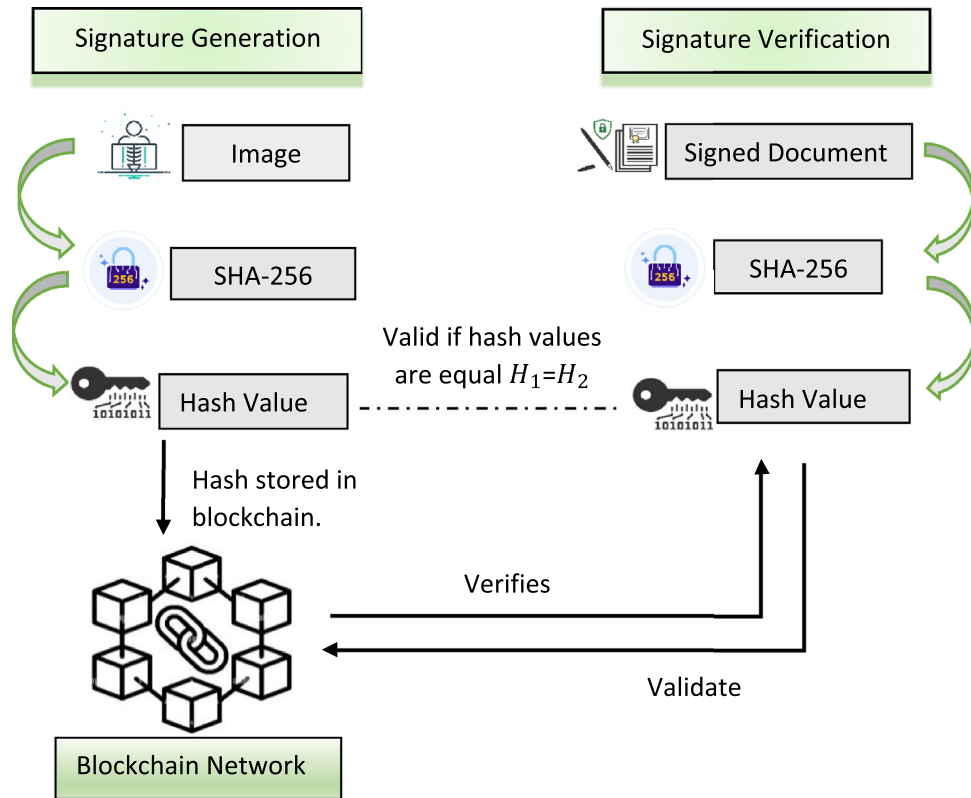 Signature Generation
Signature Verification
Image
Signed Document
256
SHA-256
256
SHA-256
Valid if hash values
are equal H₁=H₂
10101011
Hash Value
10101011
Hash Value
Hash stored in
blockchain.
Verifies
Validate
Blockchain Network